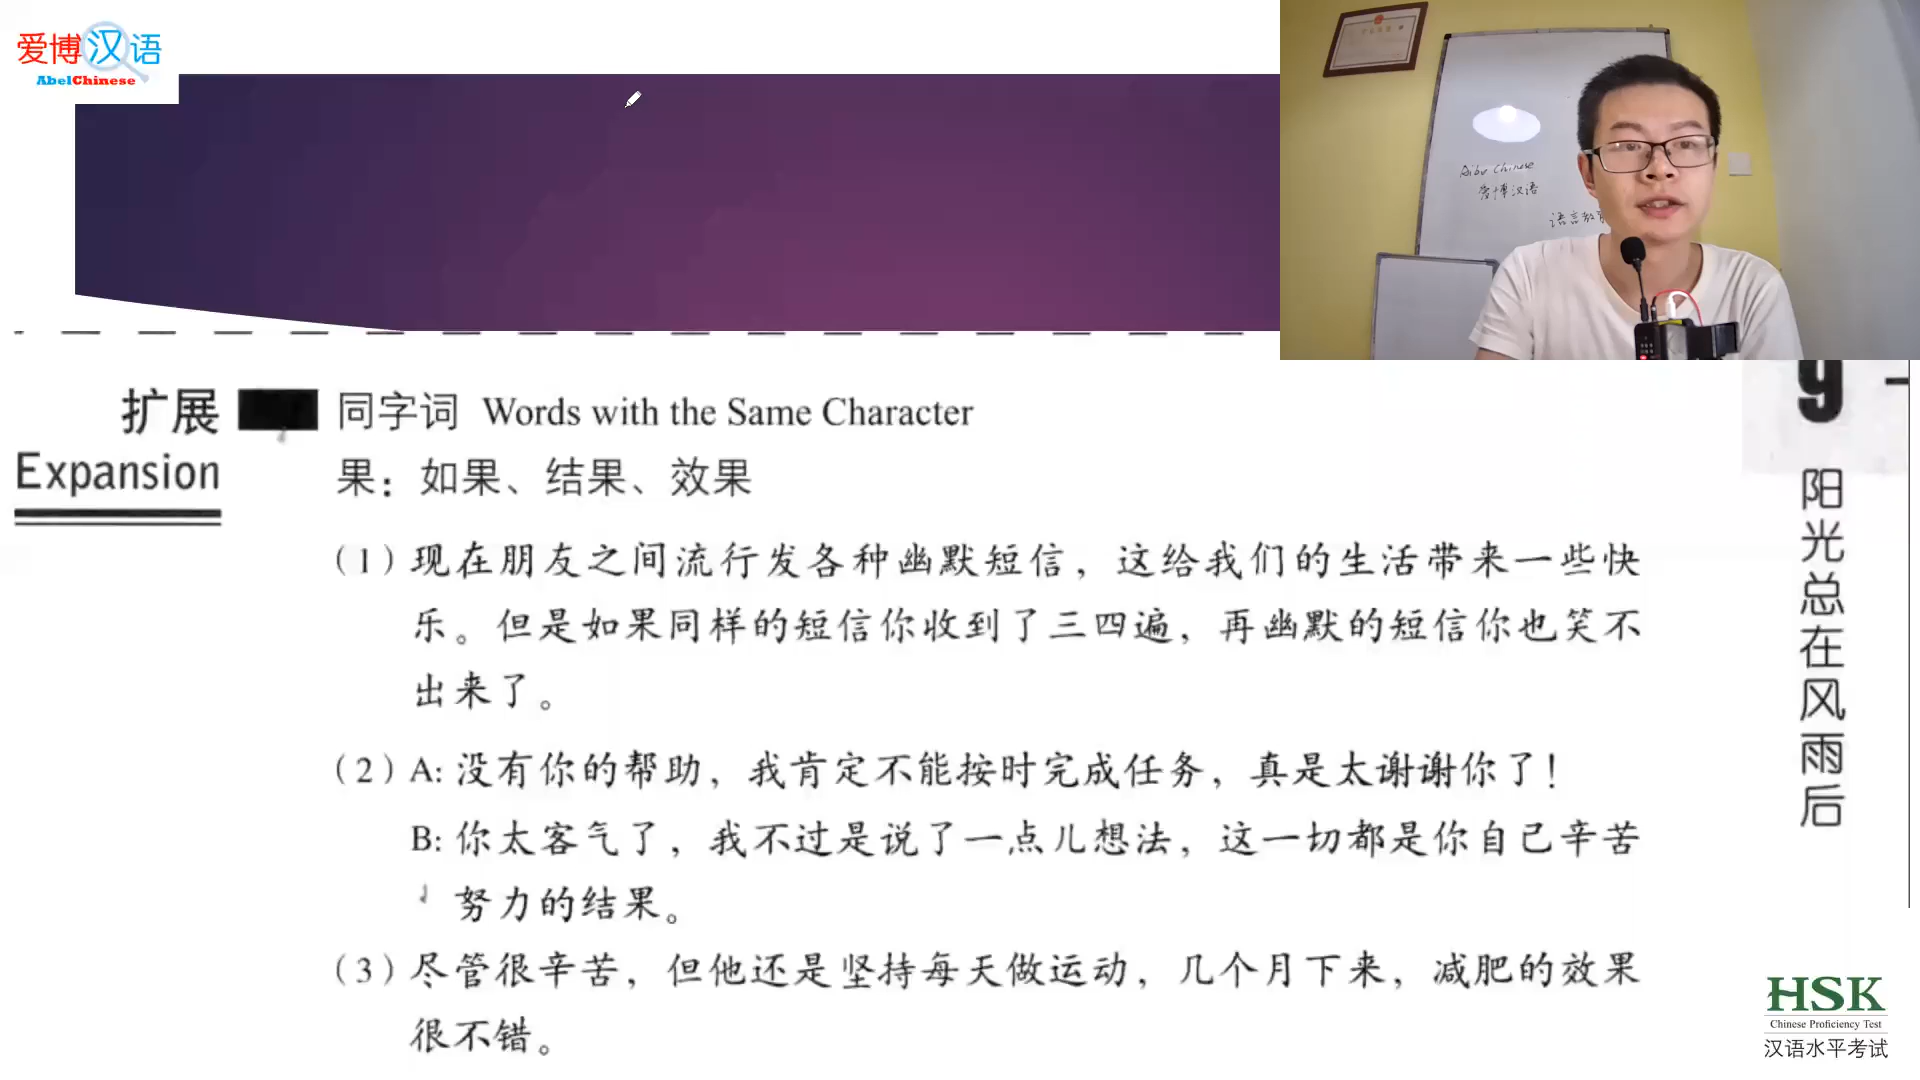 爱博汉语
AbelChinese
Aibo Chinese
爱博汉语
语言教育
扩展
Expansion
同字词 Words with the Same Character
果：如果、结果、效果
（1）现在朋友之间流行发各种幽默短信，这给我们的生活带来一些快
乐。但是如果同样的短信你收到了三四遍，再幽默的短信你也笑不
出来了。
（2）A: 没有你的帮助，我肯定不能按时完成任务，真是太谢谢你了！
B: 你太客气了，我不过是说了一点儿想法，这一切都是你自己辛苦
努力的结果。
（3）尽管很辛苦，但他还是坚持每天做运动，几个月下来，减肥的效果
很不错。
9
阳光总在风雨后
HSK
Chinese Proficiency Test
汉语水平考试